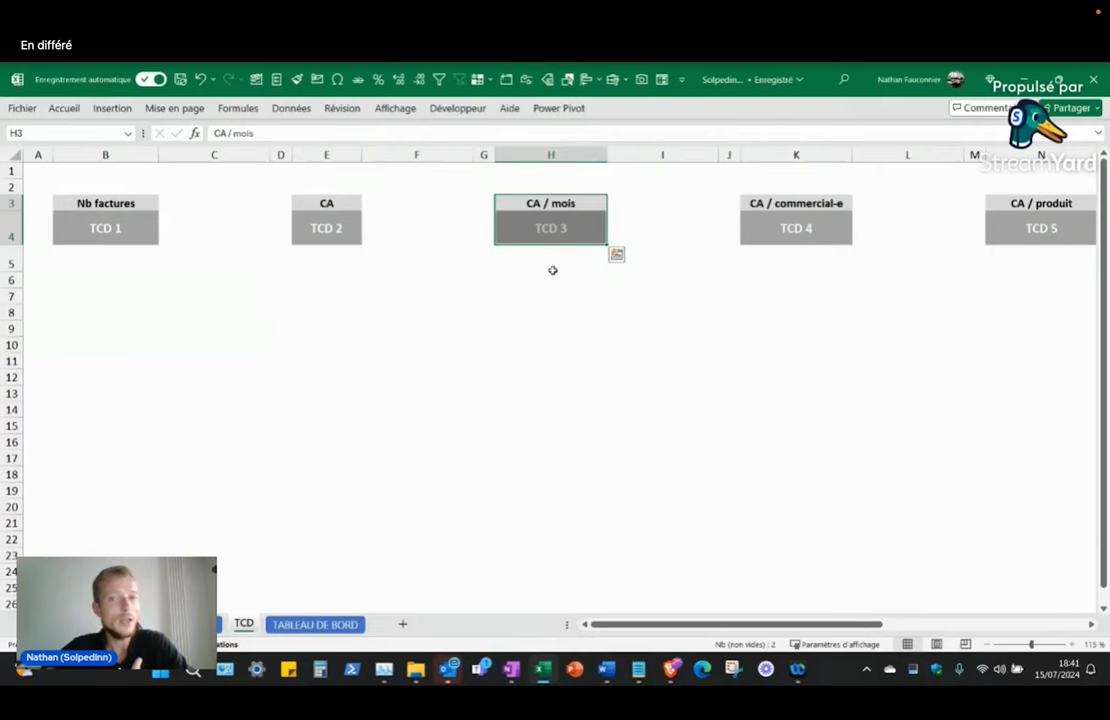 En différé
Enregistrement automatique
Solpedin... • Enregistré
Nathan Fauconnier
Propulsé par
StreamYard
Fichier Accueil Insertion Mise en page Formules Données Révision Affichage Développeur Aide Power Pivot
Commenta
Partager
H3
fx CA / mois
A B C D E F G H I J K L M N
1
2
3 Nb factures CA CA / mois CA / commercial-e CA / produit
4 TCD 1 TCD 2 TCD 3 TCD 4 TCD 5
5
6
7
8
9
10
11
12
13
14
15
16
17
18
19
20
21
22
23
24
25
26
Nathan (Solpedinn)
TCD TABLEAU DE BORD
Nb (non vides) : 2 Paramètres d'affichage 115 %
18:41
15/07/2024